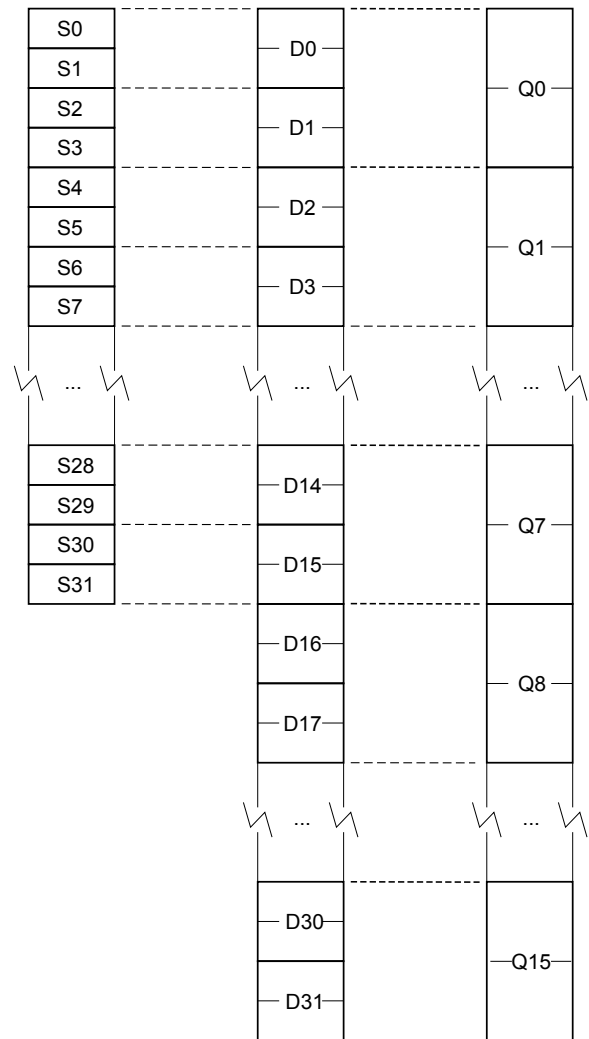 S0
S1
S2
S3
S4
S5
S6
S7
...
S28
S29
S30
S31
D0
D1
D2
D3
...
D14
D15
D16
D17
...
D30
D31
Q0
Q1
...
Q7
Q8
...
Q15